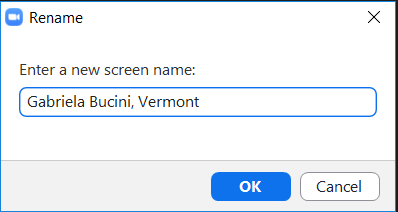 Rename
Enter a new screen name:
Gabriela Bucini, Vermont
OK Cancel